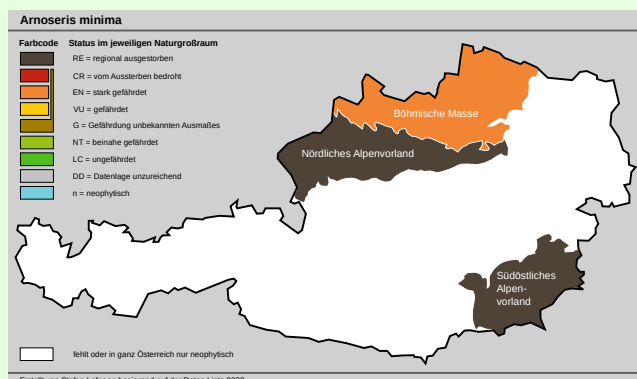 Arnoseris minima
Farbcode Status im jeweiligen Naturgroßraum
RE = regional ausgestorben
CR = vom Aussterben bedroht
EN = stark gefährdet
VU = gefährdet
G = Gefährdung unbekannten Ausmaßes
NT = beinahe gefährdet
LC = ungefährdet
DD = Datenlage unzureichend
n = neophytisch
Böhmische Masse
Nördliches Alpenvorland
Südöstliches
Alpen-
vorland
fehlt oder in ganz Österreich nur neophytisch